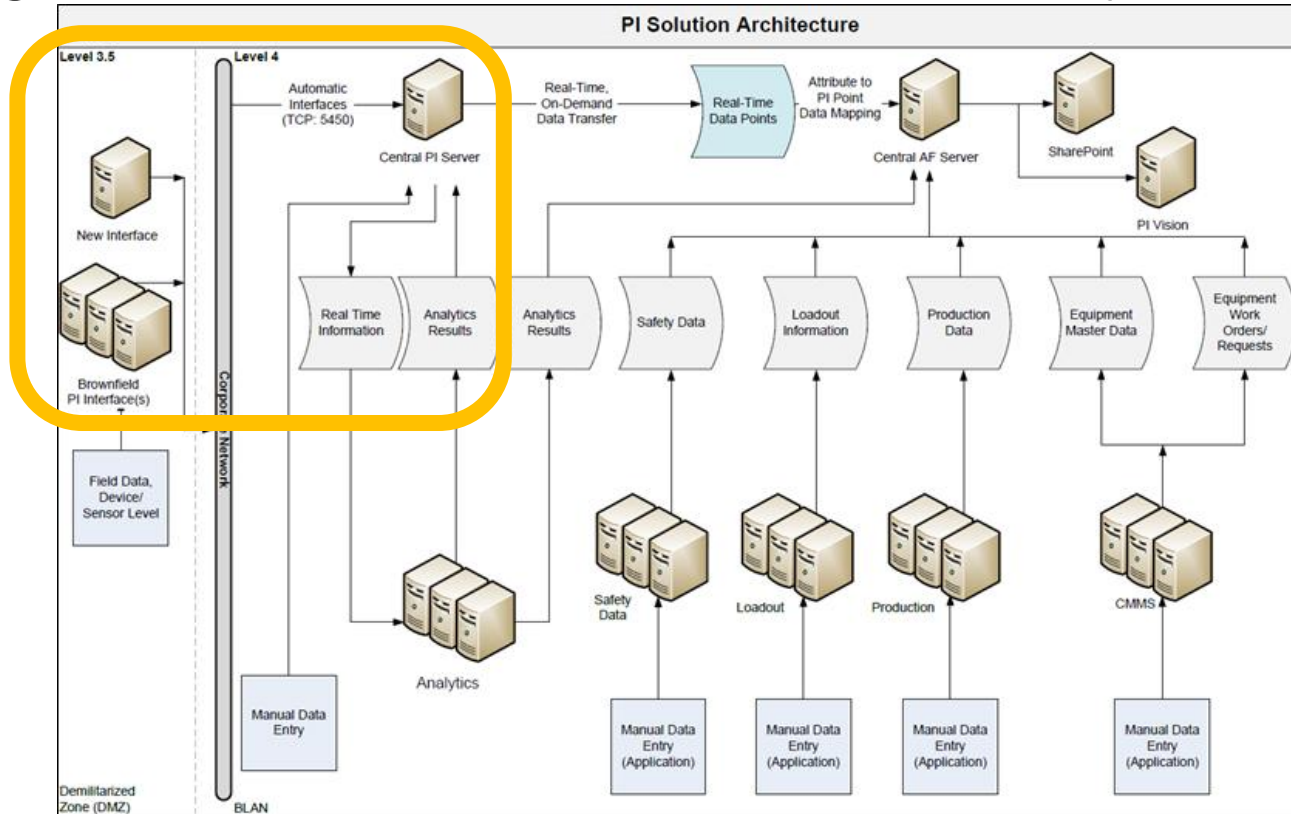 PI Solution Architecture
Level 3.5
Level 4
Automatic
Interfaces
(TCP: 5450)
Central PI Server
Real-Time,
On-Demand
Data Transfer
Real-Time
Data Points
Attribute to
PI Point
Data Mapping
Central AF Server
SharePoint
PI Vision
New Interface
Brownfield
PI Interface(s)
Field Data,
Device/
Sensor Level
Real Time
Information
Analytics
Results
Analytics
Results
Safety Data
Loadout
Information
Production
Data
Equipment
Master Data
Equipment
Work
Orders/
Requests
Network
Analytics
Safety
Data
Loadout
Production
CMMS
Manual Data
Entry
Manual Data
Entry
(Application)
Manual Data
Entry
(Application)
Manual Data
Entry
(Application)
Manual Data
Entry
(Application)
Demilitarized
Zone (DMZ)
BLAN